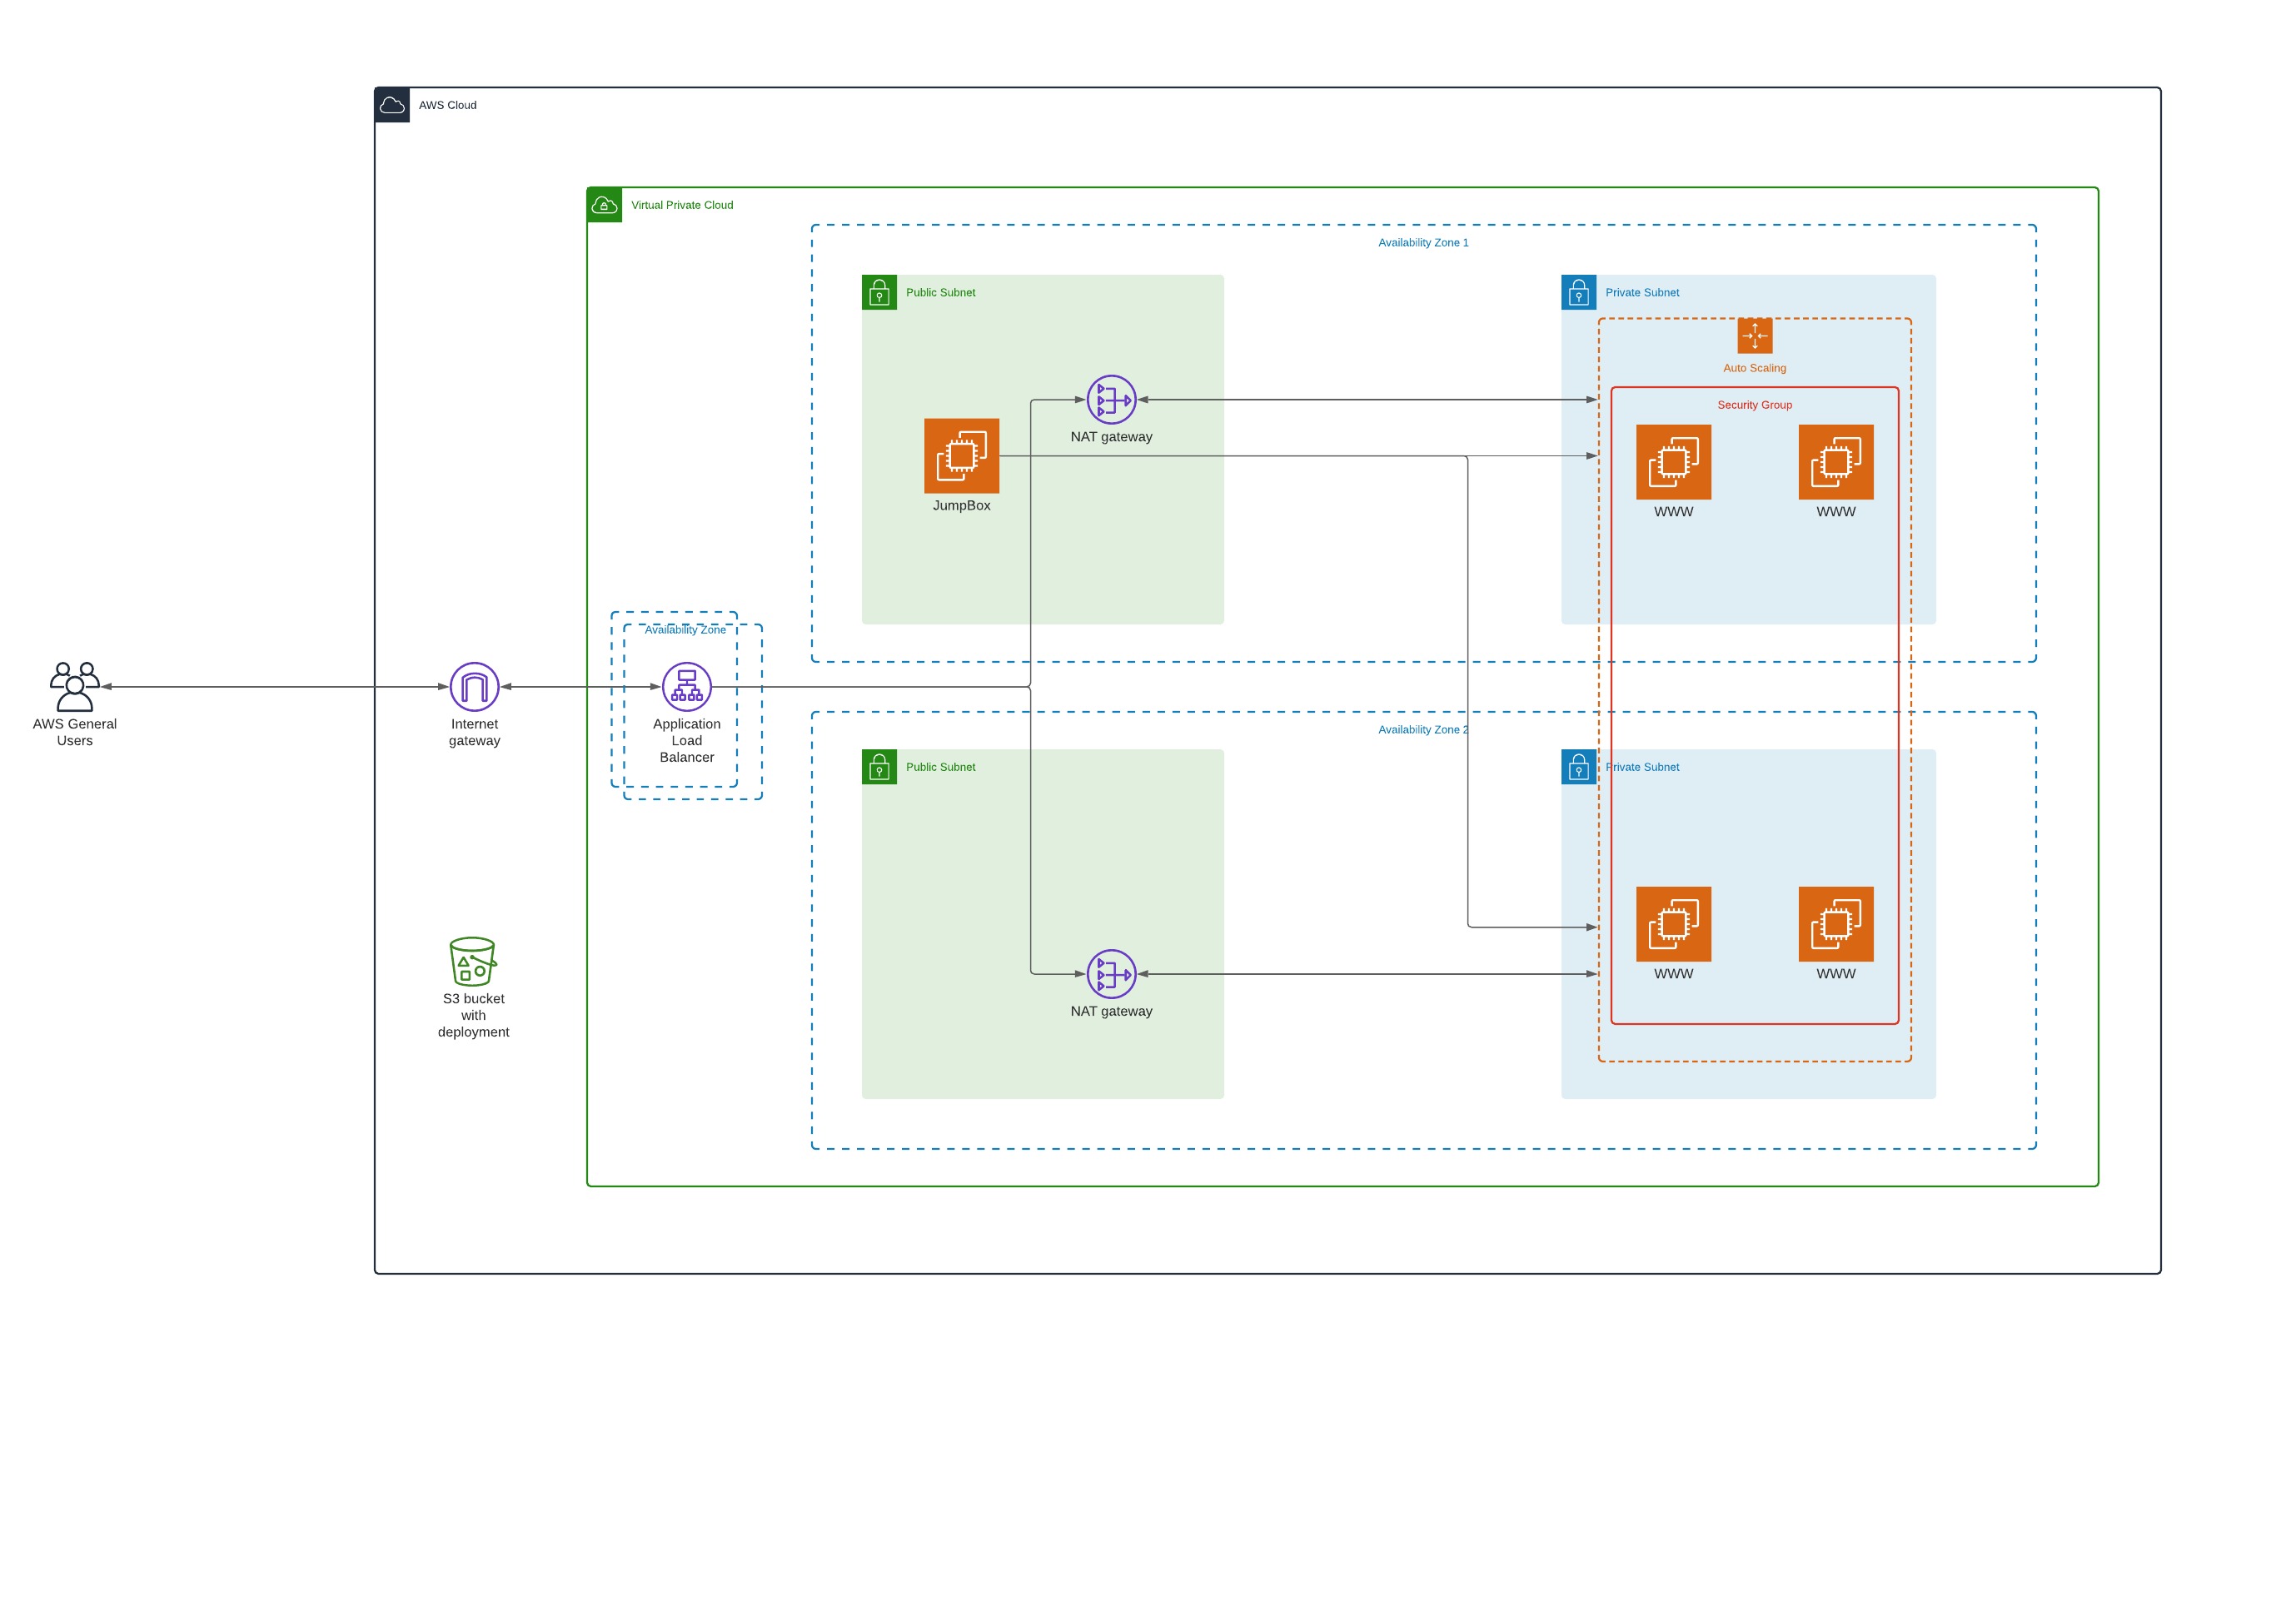 AWS Cloud
Virtual Private Cloud
Availability Zone 1
Public Subnet
Private Subnet
Auto Scaling
Security Group
NAT gateway
JumpBox
WWW
WWW
Availability Zone
AWS General
Users
Internet
gateway
Application
Load
Balancer
Availability Zone 2
Public Subnet
Private Subnet
WWW
WWW
NAT gateway
S3 bucket
with
deployment